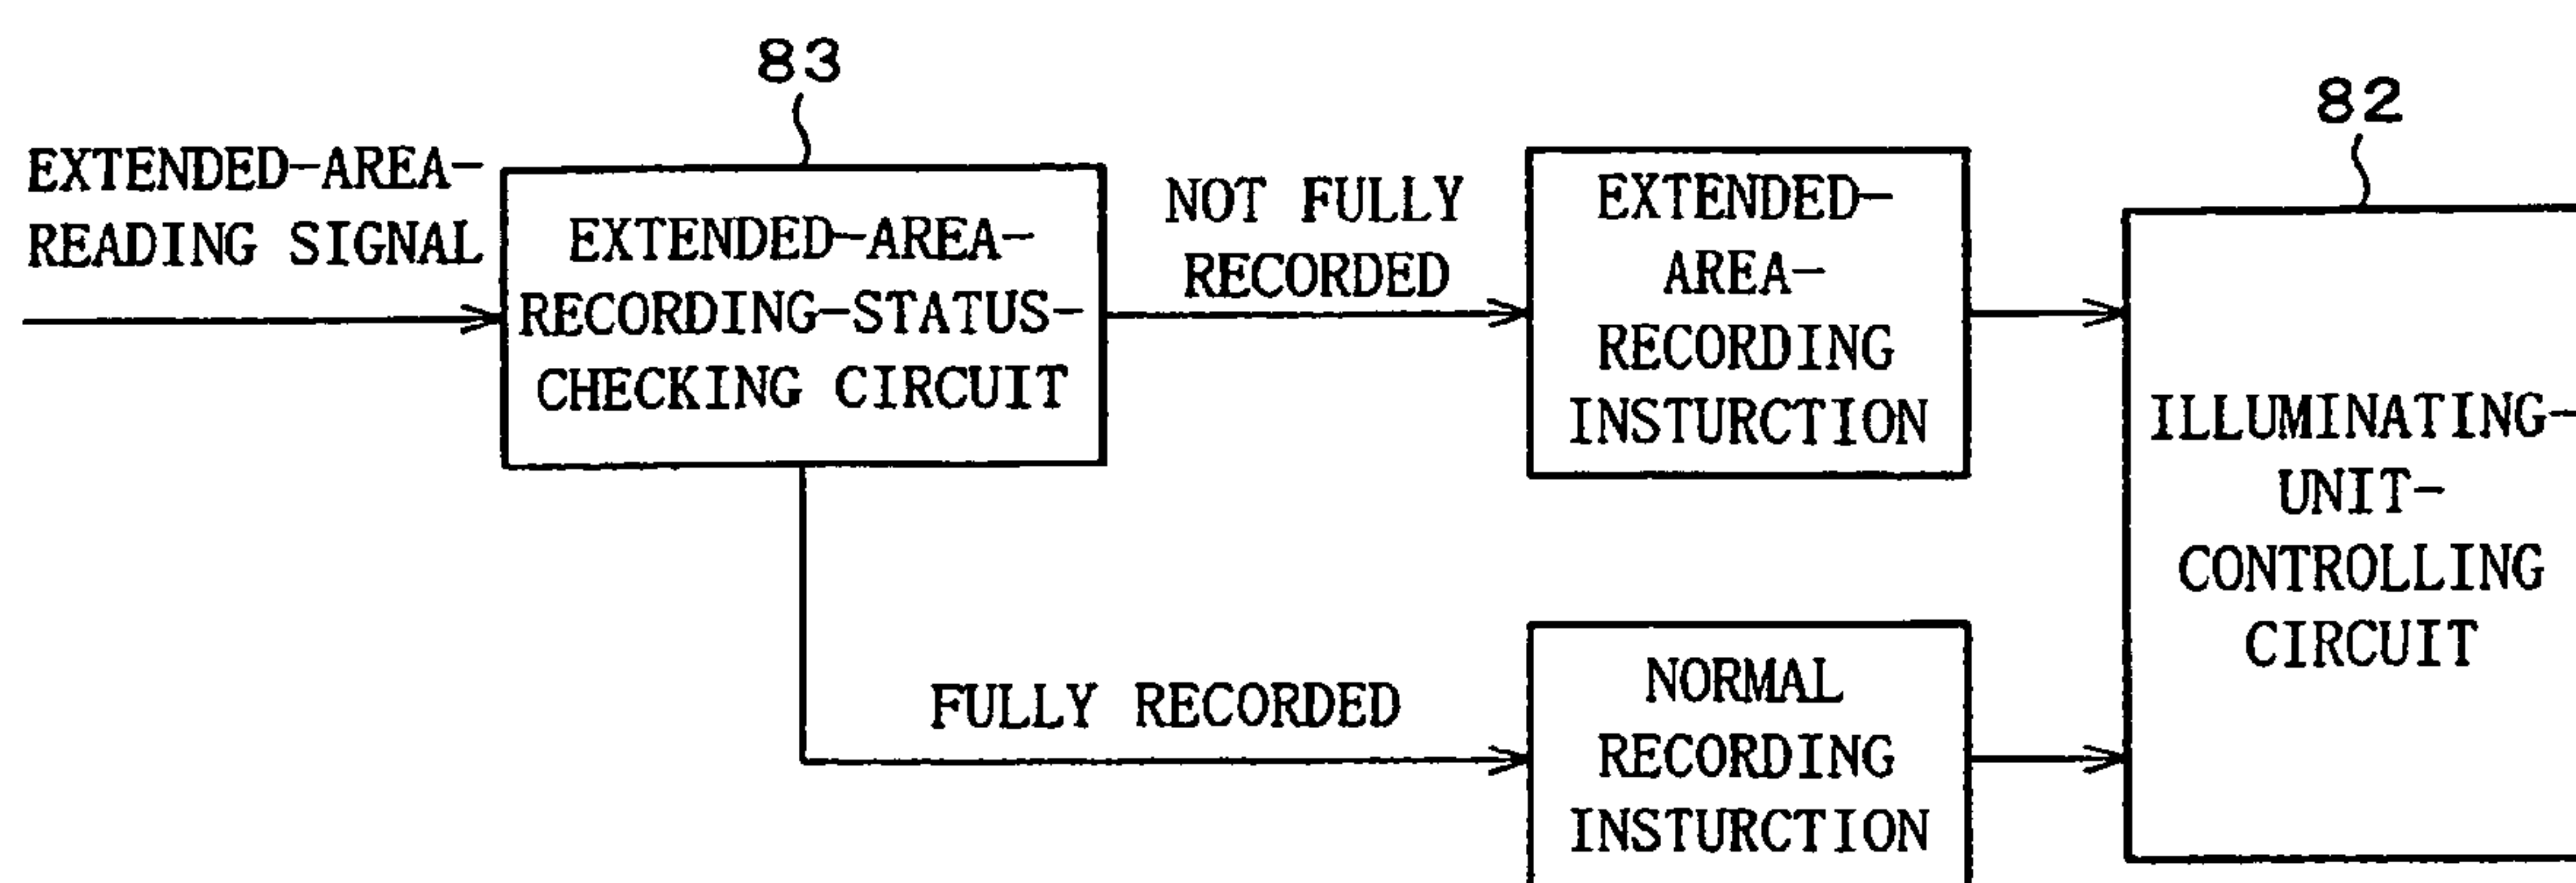 83
EXTENDED-AREA-
READING SIGNAL
EXTENDED-AREA-
RECORDING-STATUS-
CHECKING CIRCUIT
NOT FULLY
RECORDED
EXTENDED-
AREA-
RECORDING
INSTURCTION
82
ILLUMINATING-
UNIT-
CONTROLLING
CIRCUIT
FULLY RECORDED
NORMAL
RECORDING
INSTURCTION